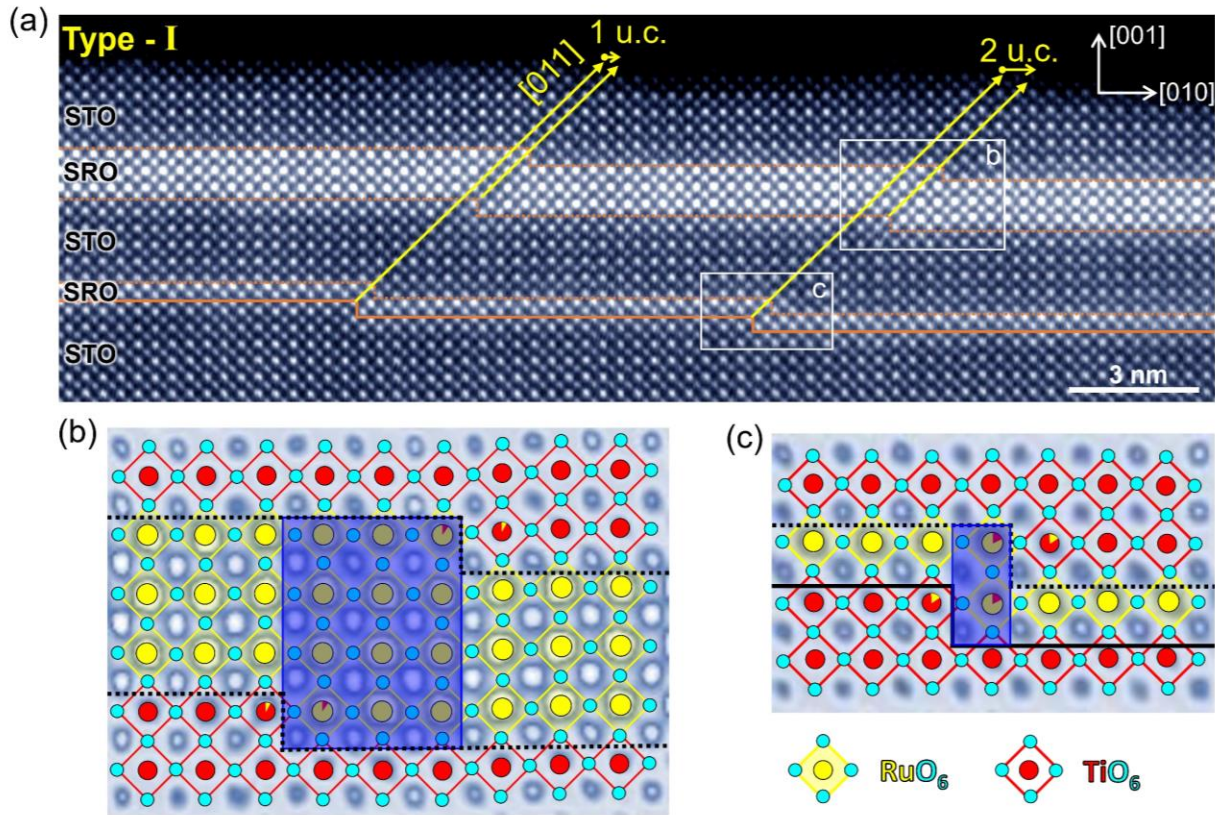 (a)
Type - I
1 u.c.
2 u.c.
[001]
[010]
[011]
STO
SRO
STO
SRO
STO
b
c
3 nm
(b)
(c)
RuO₆
TiO₆